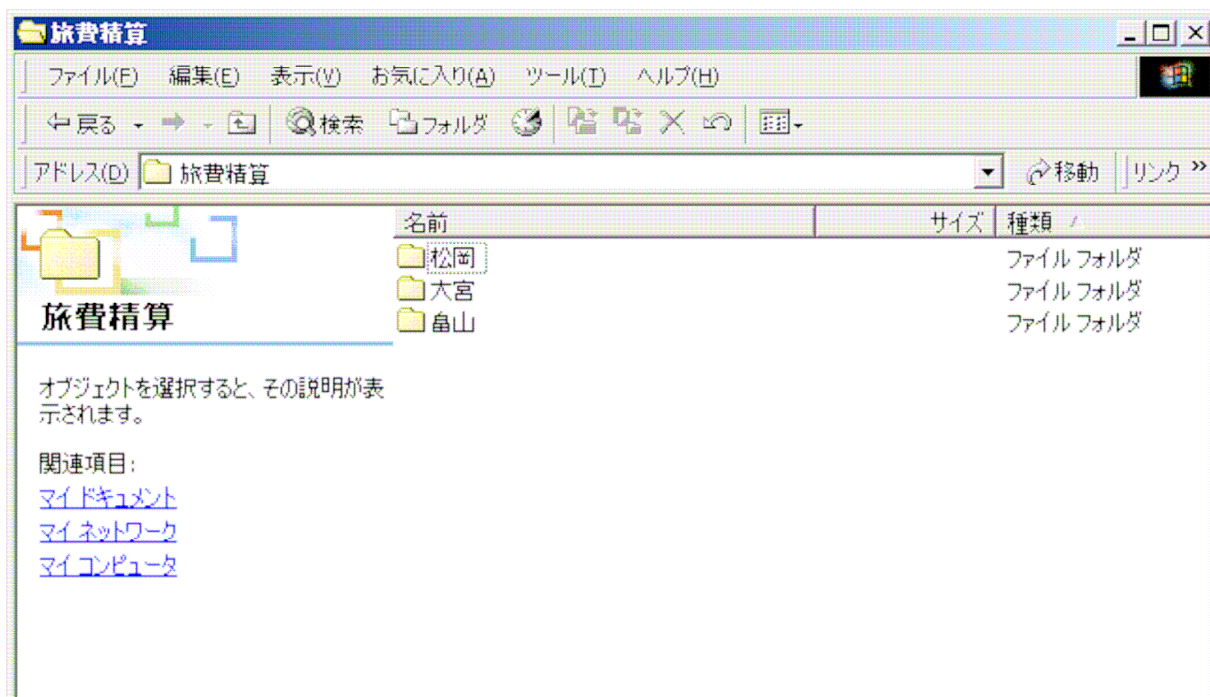 旅費精算
ファイル(F) 編集(E) 表示(V) お気に入り(A) ツール(T) ヘルプ(H)
戻る 検索 フォルダ
アドレス(D) 旅費精算 移動 リンク »
名前 サイズ 種類
松岡 ファイル フォルダ
大宮 ファイル フォルダ
畠山 ファイル フォルダ
旅費精算
オブジェクトを選択すると、その説明が表
示されます。
関連項目:
マイ ドキュメント
マイ ネットワーク
マイ コンピュータ